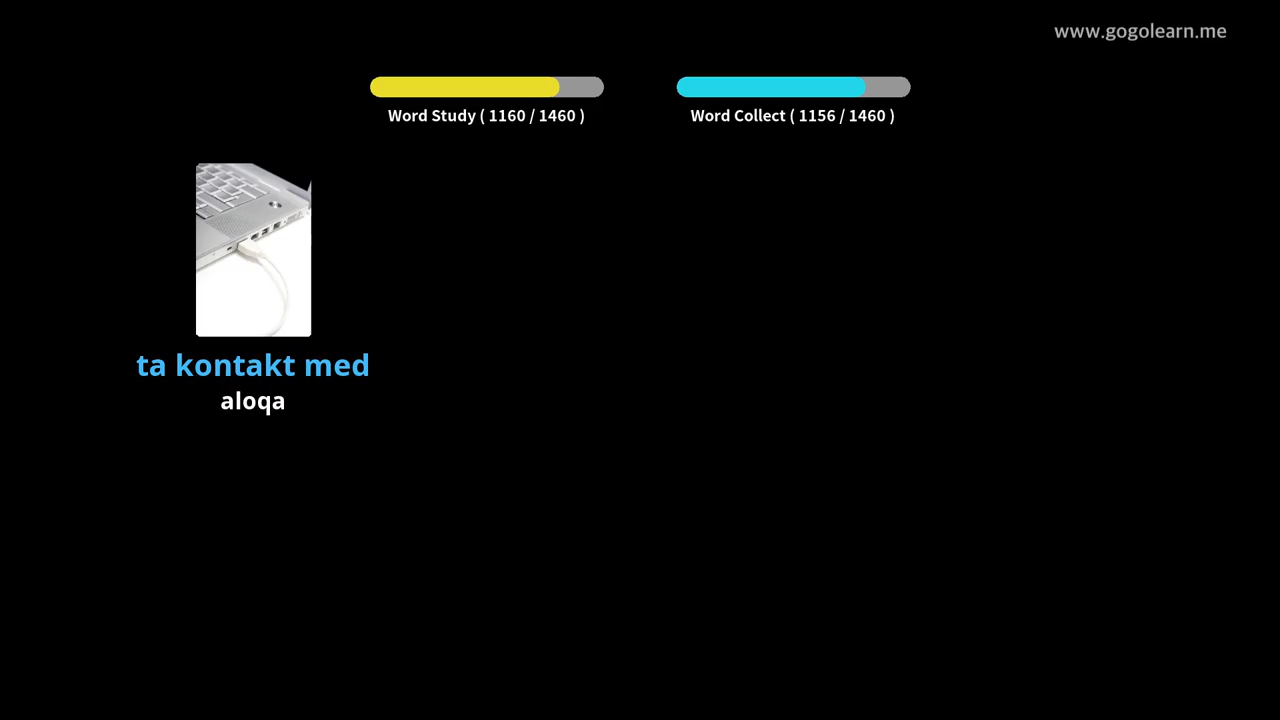 www.gogolearn.me
Word Study ( 1160 / 1460 )
Word Collect ( 1156 / 1460 )
ta kontakt med
aloqa